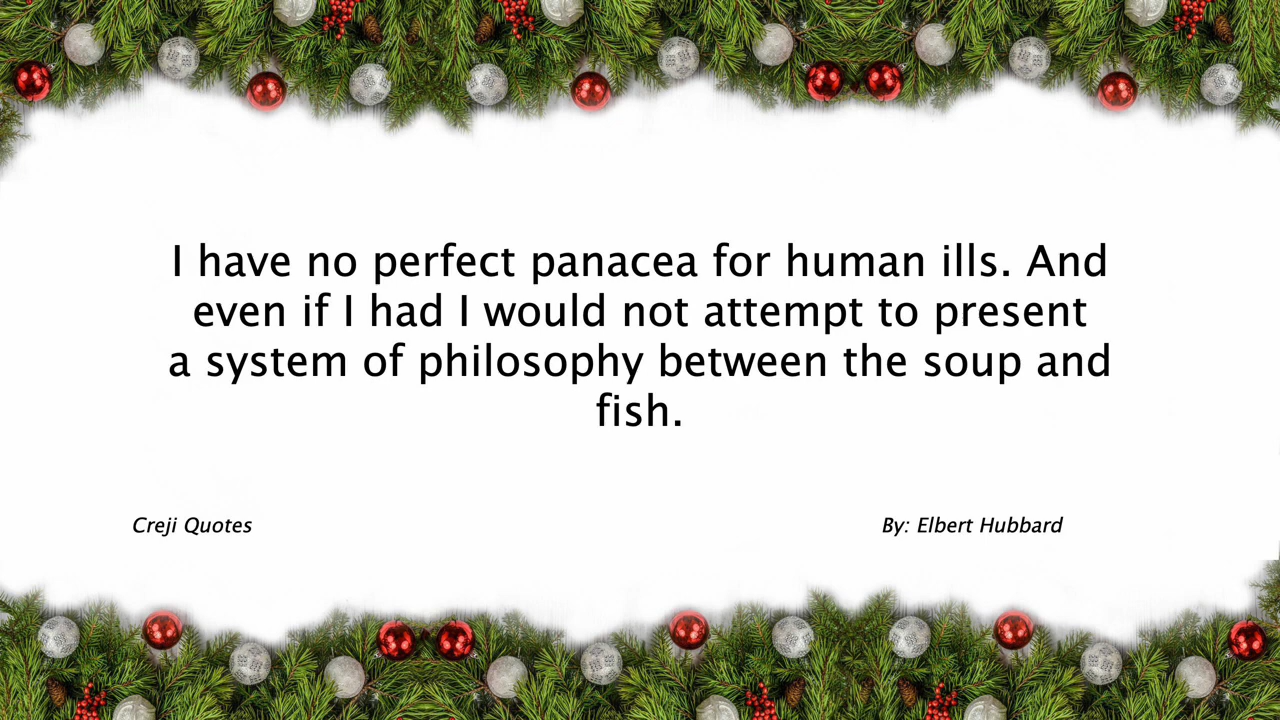 I have no perfect panacea for human ills. And
even if I had I would not attempt to present
a system of philosophy between the soup and
fish.
Creji Quotes
By: Elbert Hubbard